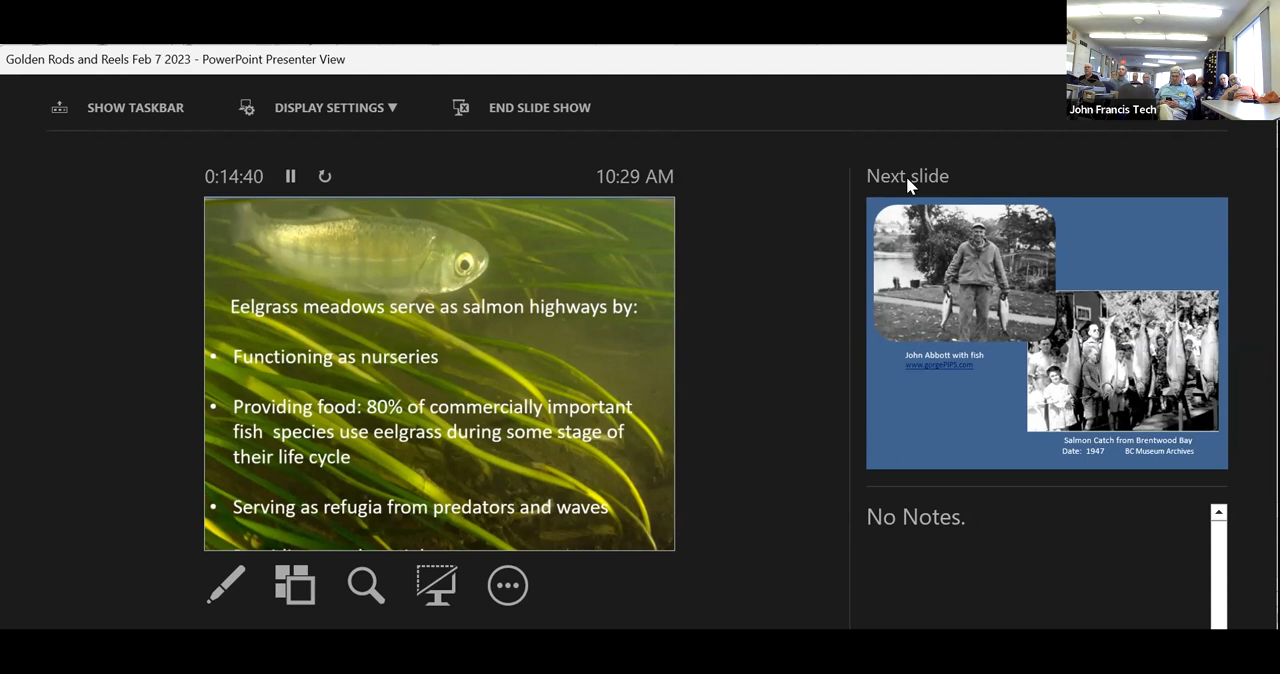 Golden Rods and Reels Feb 7 2023 - PowerPoint Presenter View
John Francis Tech
SHOW TASKBAR
DISPLAY SETTINGS ▼
END SLIDE SHOW
0:14:40
10:29 AM
Eelgrass meadows serve as salmon highways by:
• Functioning as nurseries
• Providing food: 80% of commercially important
fish species use eelgrass during some stage of
their life cycle
• Serving as refugia from predators and waves
Next slide
John Abbott with fish
www.gorgePIPS.com
Salmon Catch from Brentwood Bay
Date: 1947 BC Museum Archives
No Notes.